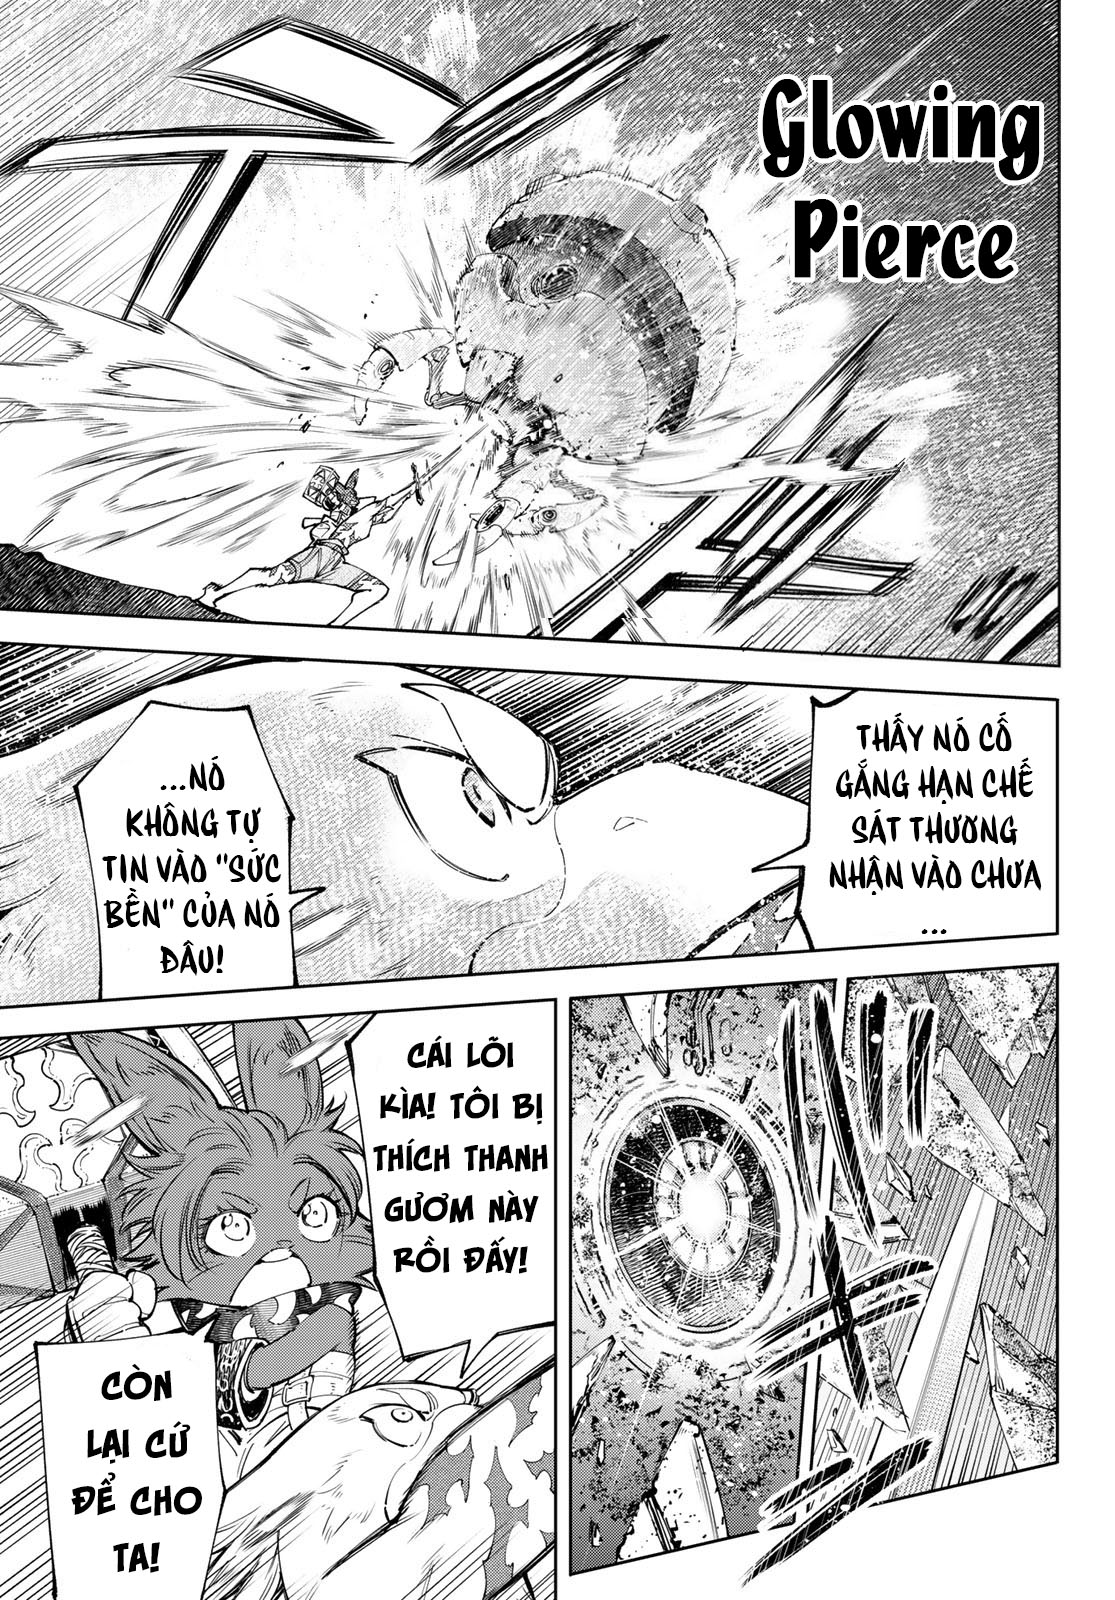 Glowing
Pierce
THẤY NÓ CỐ
GẮNG HẠN CHẾ
SÁT THƯƠNG
NHẬN VÀO CHƯA
...
...NÓ
KHÔNG TỰ
TIN VÀO "SỨC
BỀN" CỦA NÓ
ĐÂU!
CÁI LÕI
KÌA! TÔI BỊ
THÍCH THANH
GƯƠM NÀY
RỒI ĐẤY!
CÒN
LẠI CỨ
ĐỂ CHO
TA!